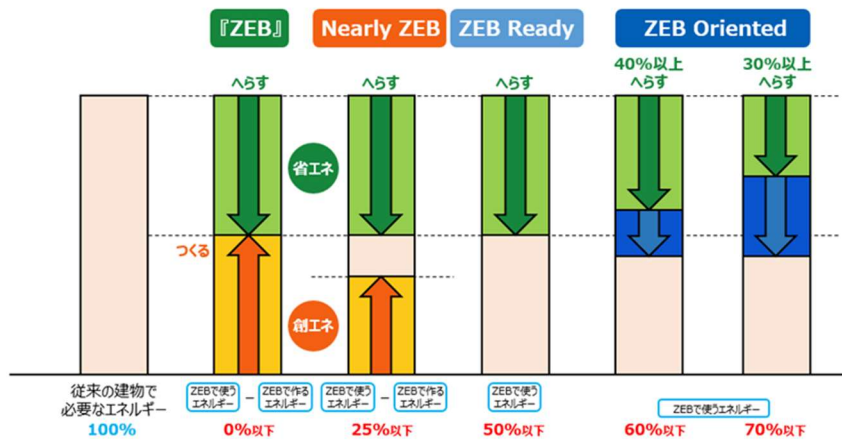 『ZEB』
Nearly ZEB
ZEB Ready
ZEB Oriented
へらす
へらす
へらす
40%以上
へらす
30%以上
へらす
省エネ
つくる
創エネ
従来の建物で
必要なエネルギー
100%
ZEBで使う
エネルギー
－
ZEBで作る
エネルギー
0%以下
ZEBで使う
エネルギー
－
ZEBで作る
エネルギー
25%以下
ZEBで使う
エネルギー
50%以下
ZEBで使うエネルギー
60%以下
70%以下